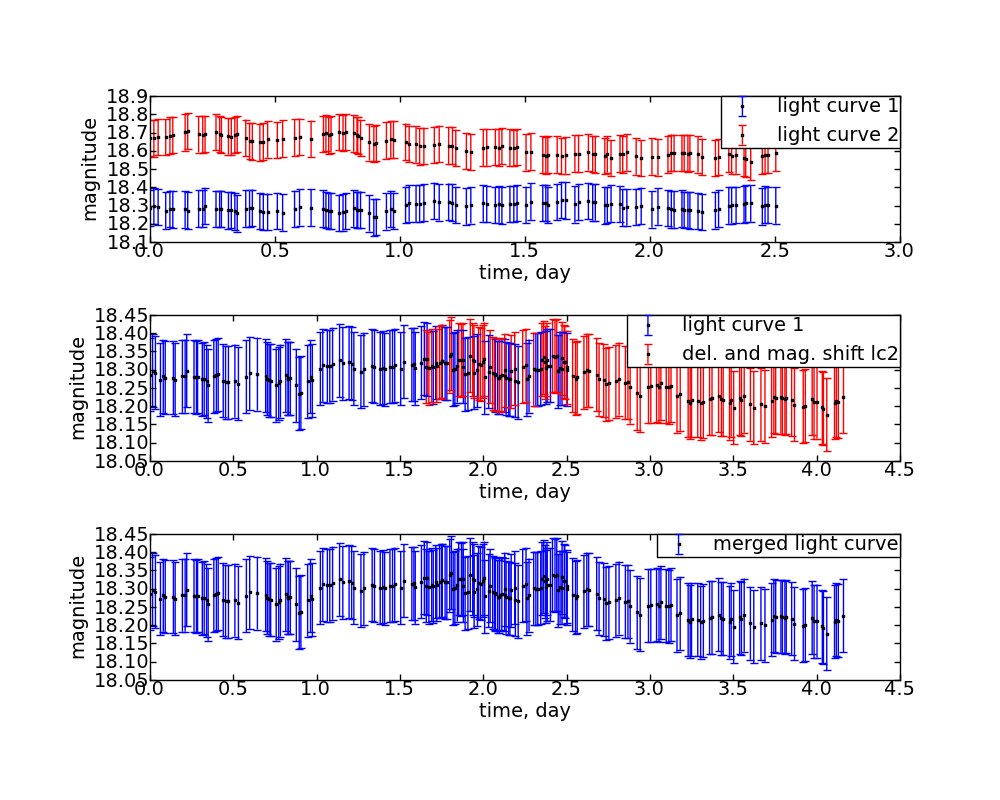 18.9
18.8
18.7
18.6
18.5
18.4
18.3
18.2
18.1
magnitude
light curve 1
light curve 2
0.0 0.5 1.0 1.5 2.0 2.5 3.0
time, day
18.45
18.40
18.35
18.30
18.25
18.20
18.15
18.10
18.05
magnitude
light curve 1
del. and mag. shift lc2
0.0 0.5 1.0 1.5 2.0 2.5 3.0 3.5 4.0 4.5
time, day
18.45
18.40
18.35
18.30
18.25
18.20
18.15
18.10
18.05
magnitude
merged light curve
0.0 0.5 1.0 1.5 2.0 2.5 3.0 3.5 4.0 4.5
time, day